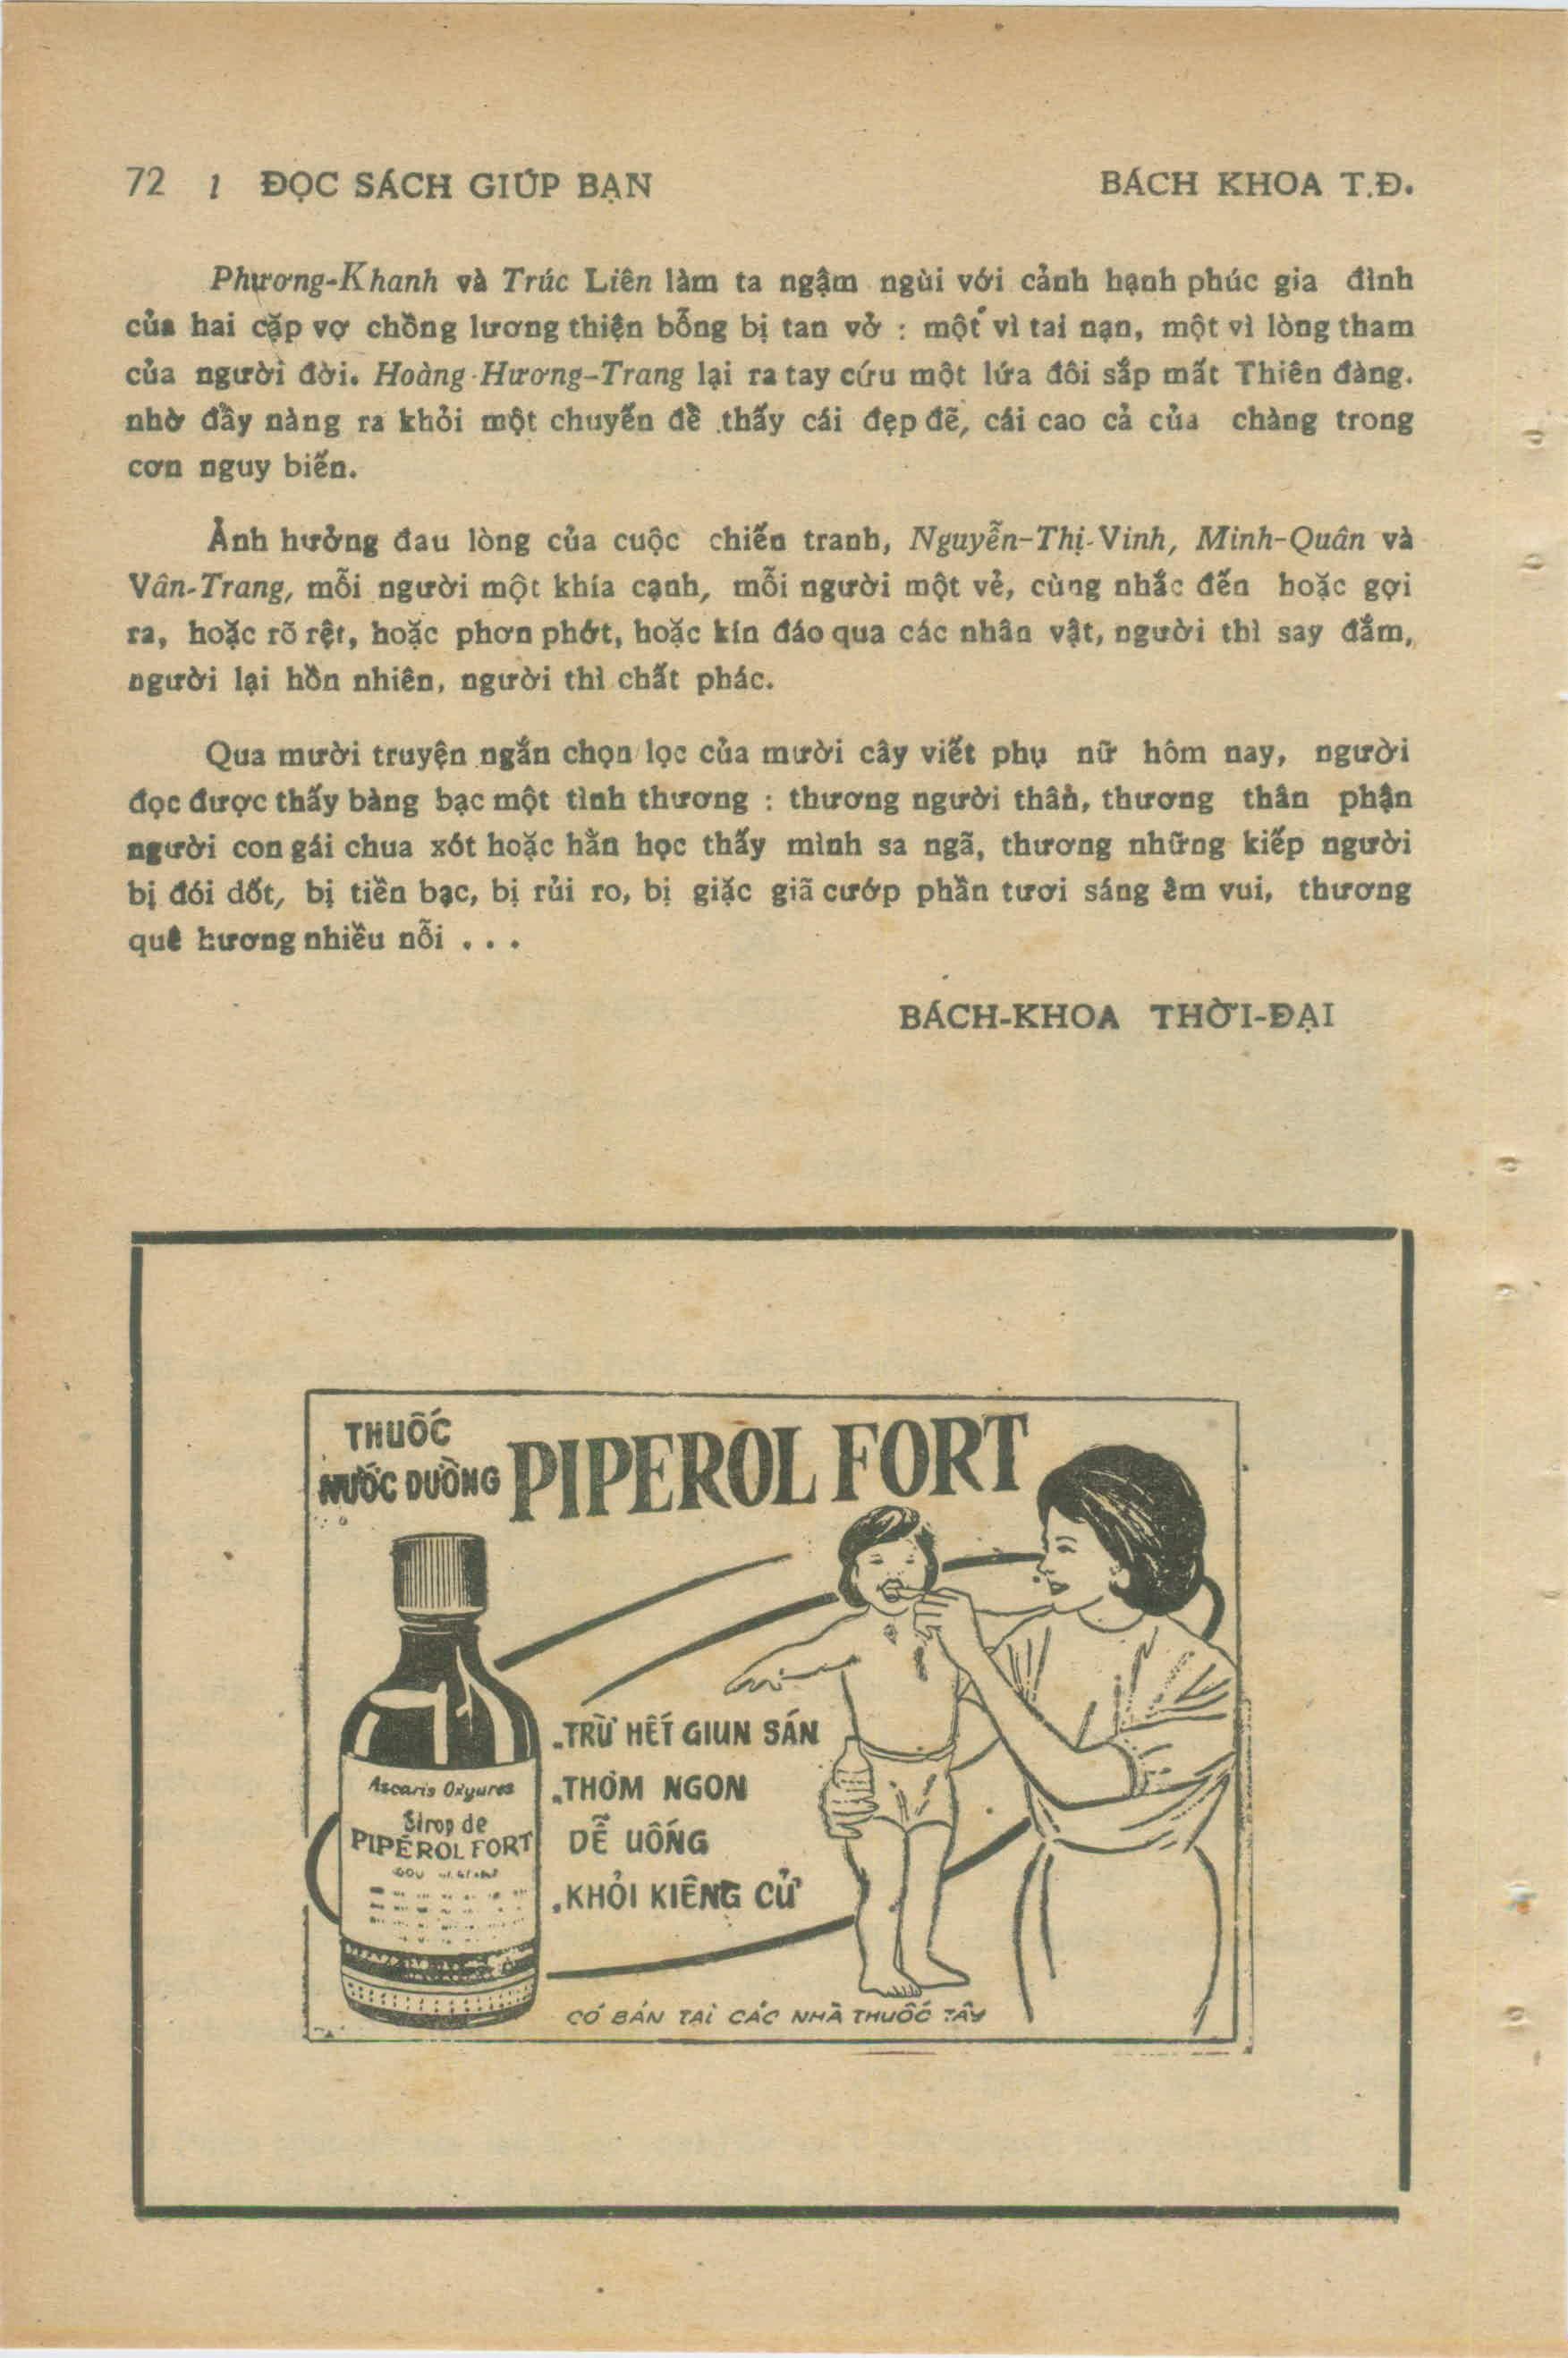 72 / ĐỌC SÁCH GIÚP BẠN
BÁCH KHOA T.Đ.
Phương-Khanh và Trúc Liên làm ta ngậm ngùi với cảnh hạnh phúc gia đình
của hai cặp vợ chồng lương thiện bỗng bị tan vở : một vì tai nạn, một vì lòng tham
của người đời. Hoàng-Hương-Trang lại ra tay cứu một lứa đôi sắp mất Thiên đàng.
nhờ đầy nàng ra khỏi một chuyến đề thấy cái đẹp đẽ, cái cao cả của chàng trong
cơn nguy biến.
Ảnh hưởng đau lòng của cuộc chiến tranh, Nguyễn-Thị-Vinh, Minh-Quân và
Vân-Trang, mỗi người một khía cạnh, mỗi người một vẻ, cùng nhắc đến hoặc gợi
ra, hoặc rõ rệt, hoặc phơn phớt, hoặc kín đáo qua các nhân vật, người thì say đắm,
người lại hồn nhiên, người thì chất phác.
Qua mười truyện ngắn chọn lọc của mười cây viết phụ nữ hôm nay, người
đọc được thấy bàng bạc một tình thương : thương người thân, thương thân phận
người con gái chua xót hoặc hằn học thấy mình sa ngã, thương những kiếp người
bị đói dốt, bị tiền bạc, bị rủi ro, bị giặc giã cướp phần tươi sáng êm vui, thương
quê hương nhiều nỗi . . .
BÁCH-KHOA THỜI-ĐẠI
THUỐC
NƯỚC DƯỜNG PIPEROL FORT
Ascaris Oxyures
Sirop de
PIPÉROL FORT
.TRỪ HẾT GIUN SÁN
.THƠM NGON
DỄ UỐNG
.KHỎI KIÊNG CỬ
CÓ BÁN TẠI CÁC NHÀ THUỐC TÂY